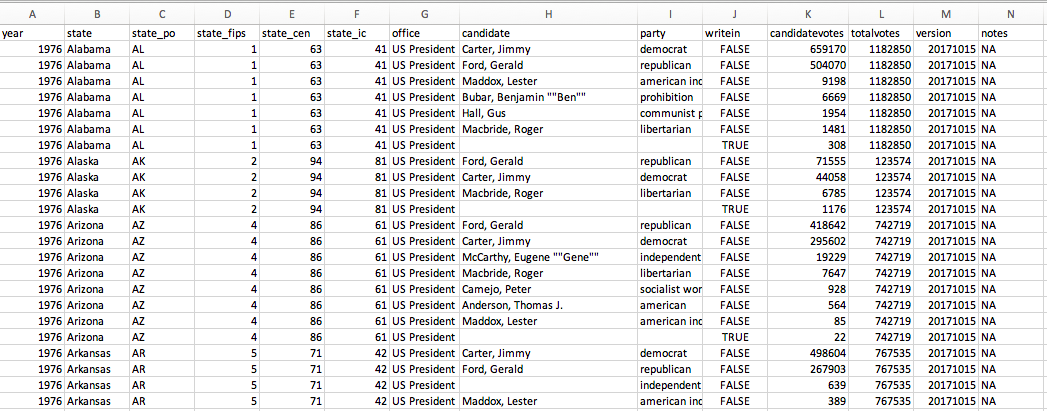 A B C D E F G H I J K L M N
year state state_po state_fips state_cen state_ic office candidate party writein candidatevotes totalvotes version notes
1976 Alabama AL 1 63 41 US President Carter, Jimmy democrat FALSE 659170 1182850 20171015 NA
1976 Alabama AL 1 63 41 US President Ford, Gerald republican FALSE 504070 1182850 20171015 NA
1976 Alabama AL 1 63 41 US President Maddox, Lester american inc FALSE 9198 1182850 20171015 NA
1976 Alabama AL 1 63 41 US President Bubar, Benjamin ""Ben"" prohibition FALSE 6669 1182850 20171015 NA
1976 Alabama AL 1 63 41 US President Hall, Gus communist p FALSE 1954 1182850 20171015 NA
1976 Alabama AL 1 63 41 US President Macbride, Roger libertarian FALSE 1481 1182850 20171015 NA
1976 Alabama AL 1 63 41 US President TRUE 308 1182850 20171015 NA
1976 Alaska AK 2 94 81 US President Ford, Gerald republican FALSE 71555 123574 20171015 NA
1976 Alaska AK 2 94 81 US President Carter, Jimmy democrat FALSE 44058 123574 20171015 NA
1976 Alaska AK 2 94 81 US President Macbride, Roger libertarian FALSE 6785 123574 20171015 NA
1976 Alaska AK 2 94 81 US President TRUE 1176 123574 20171015 NA
1976 Arizona AZ 4 86 61 US President Ford, Gerald republican FALSE 418642 742719 20171015 NA
1976 Arizona AZ 4 86 61 US President Carter, Jimmy democrat FALSE 295602 742719 20171015 NA
1976 Arizona AZ 4 86 61 US President McCarthy, Eugene ""Gene"" independent FALSE 19229 742719 20171015 NA
1976 Arizona AZ 4 86 61 US President Macbride, Roger libertarian FALSE 7647 742719 20171015 NA
1976 Arizona AZ 4 86 61 US President Camejo, Peter socialist wor FALSE 928 742719 20171015 NA
1976 Arizona AZ 4 86 61 US President Anderson, Thomas J. american FALSE 564 742719 20171015 NA
1976 Arizona AZ 4 86 61 US President Maddox, Lester american inc FALSE 85 742719 20171015 NA
1976 Arizona AZ 4 86 61 US President TRUE 22 742719 20171015 NA
1976 Arkansas AR 5 71 42 US President Carter, Jimmy democrat FALSE 498604 767535 20171015 NA
1976 Arkansas AR 5 71 42 US President Ford, Gerald republican FALSE 267903 767535 20171015 NA
1976 Arkansas AR 5 71 42 US President independent FALSE 639 767535 20171015 NA
1976 Arkansas AR 5 71 42 US President Maddox, Lester american inc FALSE 389 767535 20171015 NA